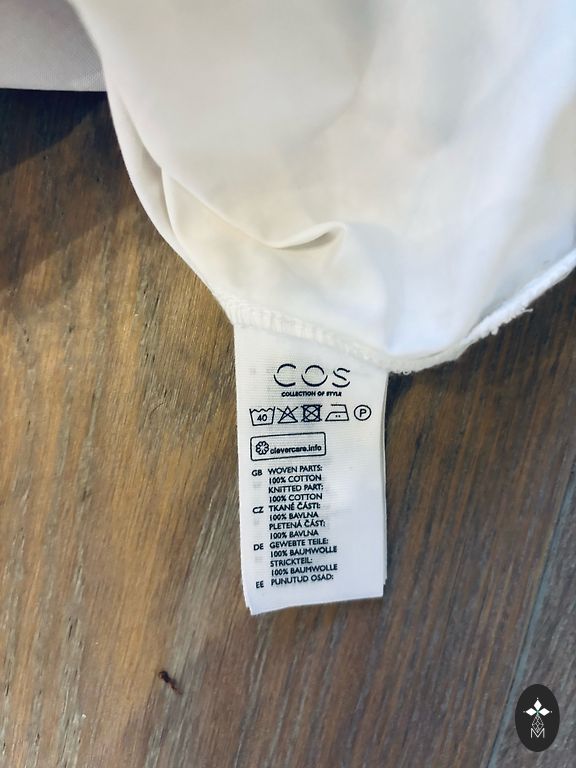 COS
COLLECTION OF STYLE
40 P
clevercare.info
GB WOVEN PARTS:
100% COTTON
KNITTED PART:
100% COTTON
CZ TKANÉ ČÁSTI:
100% BAVLNA
PLETENÁ ČÁST:
100% BAVLNA
DE GEWEBTE TEILE:
100% BAUMWOLLE
STRICKTEIL:
100% BAUMWOLLE
EE PUNUTUD OSAD:
M